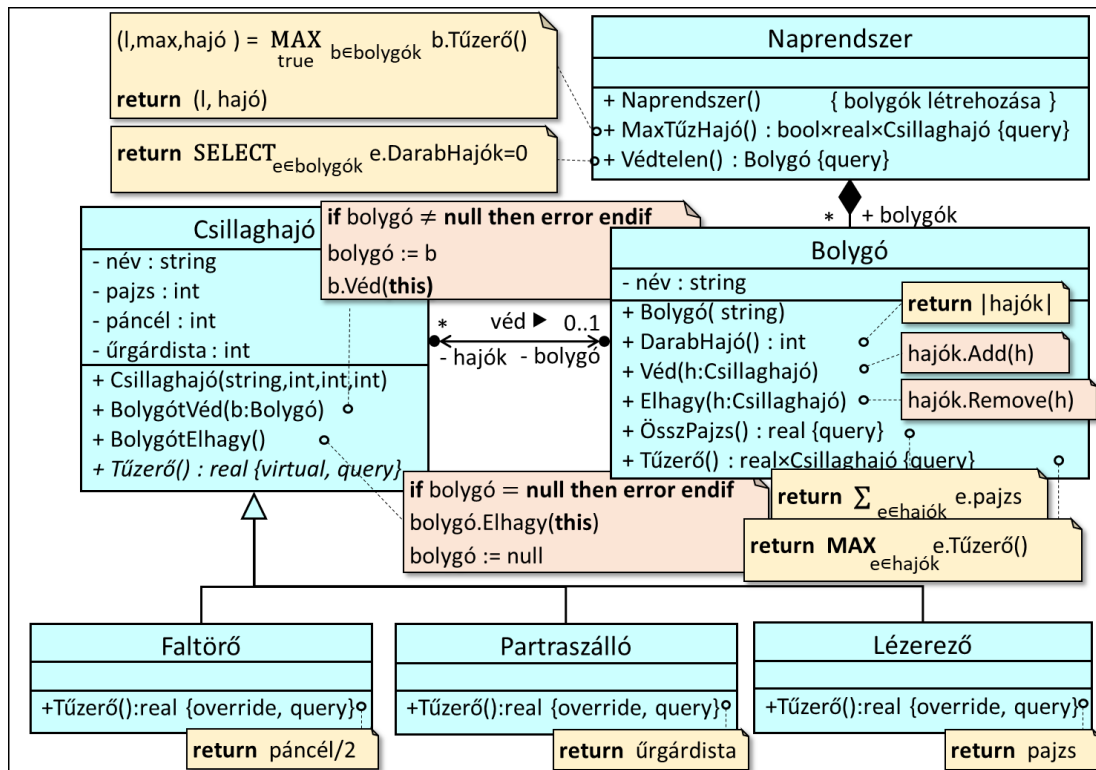 (l,max,hajó ) = MAX b∈bolygók b.Tűzerő()
true
return (l, hajó)
return SELECT e∈bolygók e.DarabHajók=0
Naprendszer
+ Naprendszer() { bolygók létrehozása }
+ MaxTűzHajó() : bool×real×Csillaghajó {query}
+ Védtelen() : Bolygó {query}
* + bolygók
Csillaghajó
- név : string
- pajzs : int
- páncél : int
- űrgárdista : int
+ Csillaghajó(string,int,int,int)
+ BolygótVéd(b:Bolygó)
+ BolygótElhagy()
+ Tűzerő() : real {virtual, query}
if bolygó ≠ null then error endif
bolygó := b
b.Véd(this)
* véd ▶ 0..1
- hajók - bolygó
Bolygó
- név : string
+ Bolygó( string)
+ DarabHajó() : int
+ Véd(h:Csillaghajó)
+ Elhagy(h:Csillaghajó)
+ ÖsszPajzs() : real {query}
+ Tűzerő() : real×Csillaghajó {query}
return |hajók|
hajók.Add(h)
hajók.Remove(h)
if bolygó = null then error endif
bolygó.Elhagy(this)
bolygó := null
return ∑ e∈hajók e.pajzs
return MAX e∈hajók e.Tűzerő()
Faltörő
+Tűzerő():real {override, query}
return páncél/2
Partraszálló
+Tűzerő():real {override, query}
return űrgárdista
Lézerező
+Tűzerő():real {override, query}
return pajzs